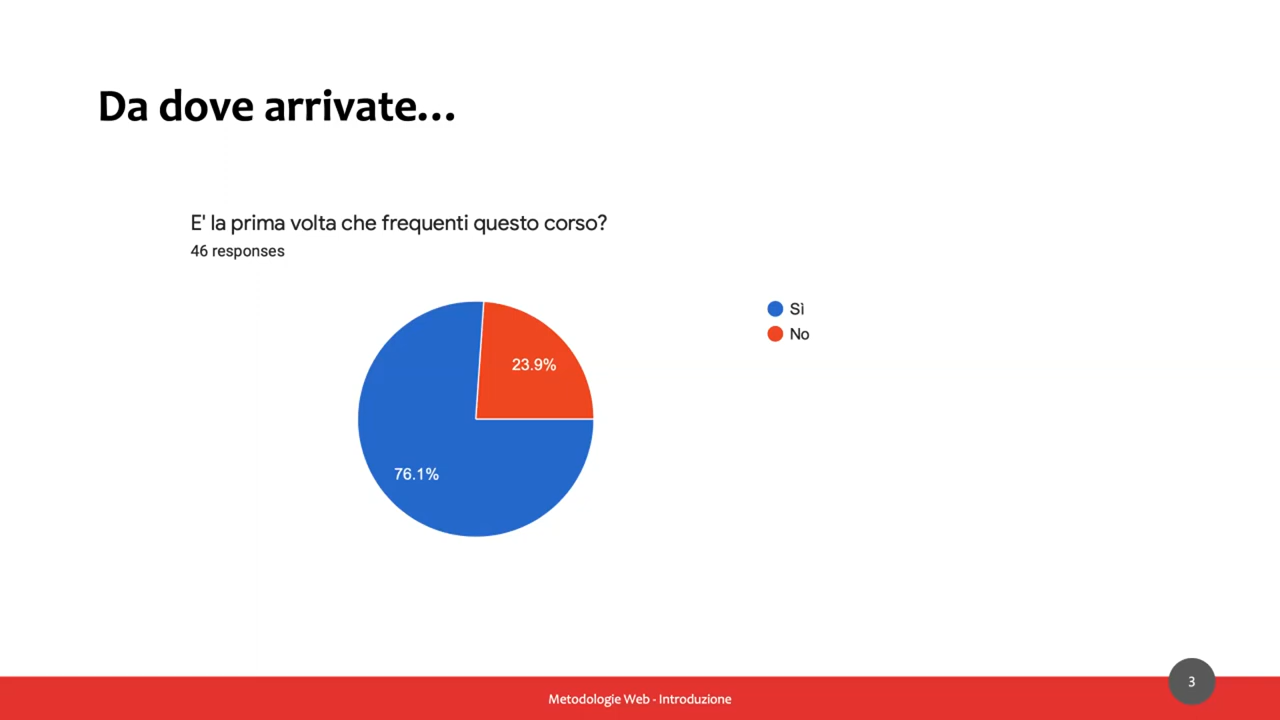 Da dove arrivate...
E' la prima volta che frequenti questo corso?
46 responses
Sì
No
23.9%
76.1%
3
Metodologie Web - Introduzione